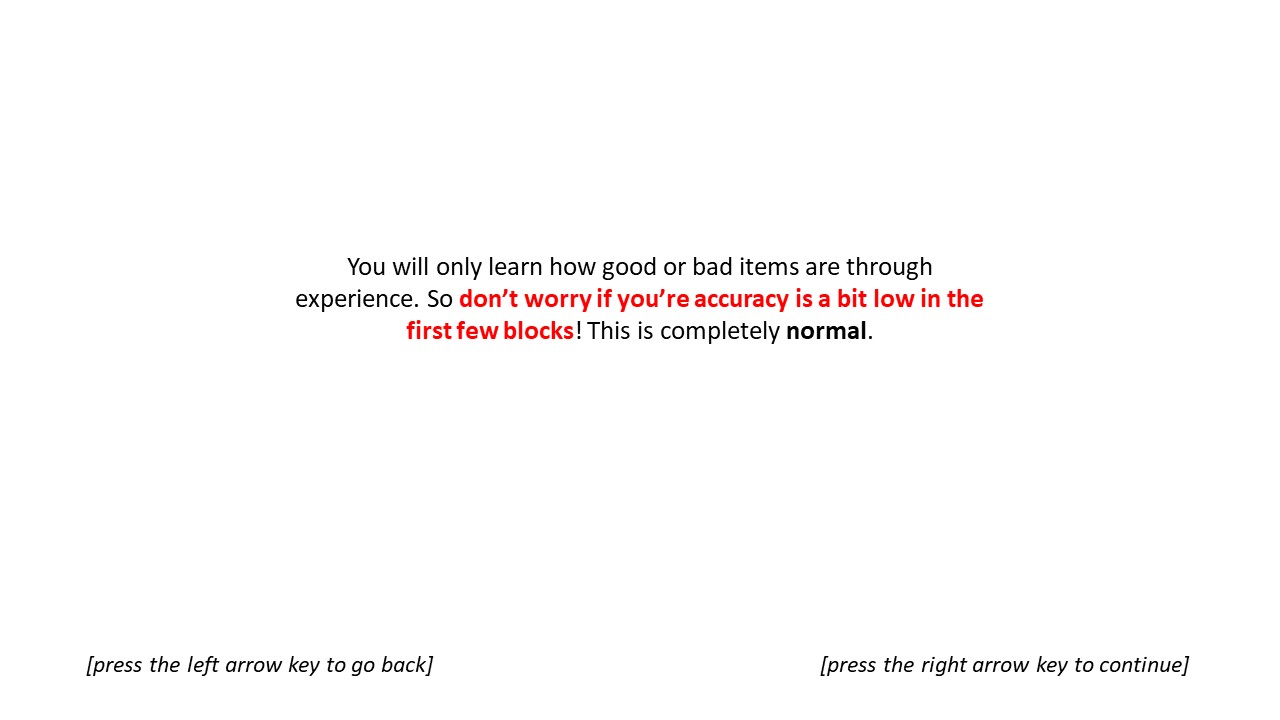 You will only learn how good or bad items are through
experience. So don’t worry if you’re accuracy is a bit low in the
first few blocks! This is completely normal.
[press the left arrow key to go back]
[press the right arrow key to continue]